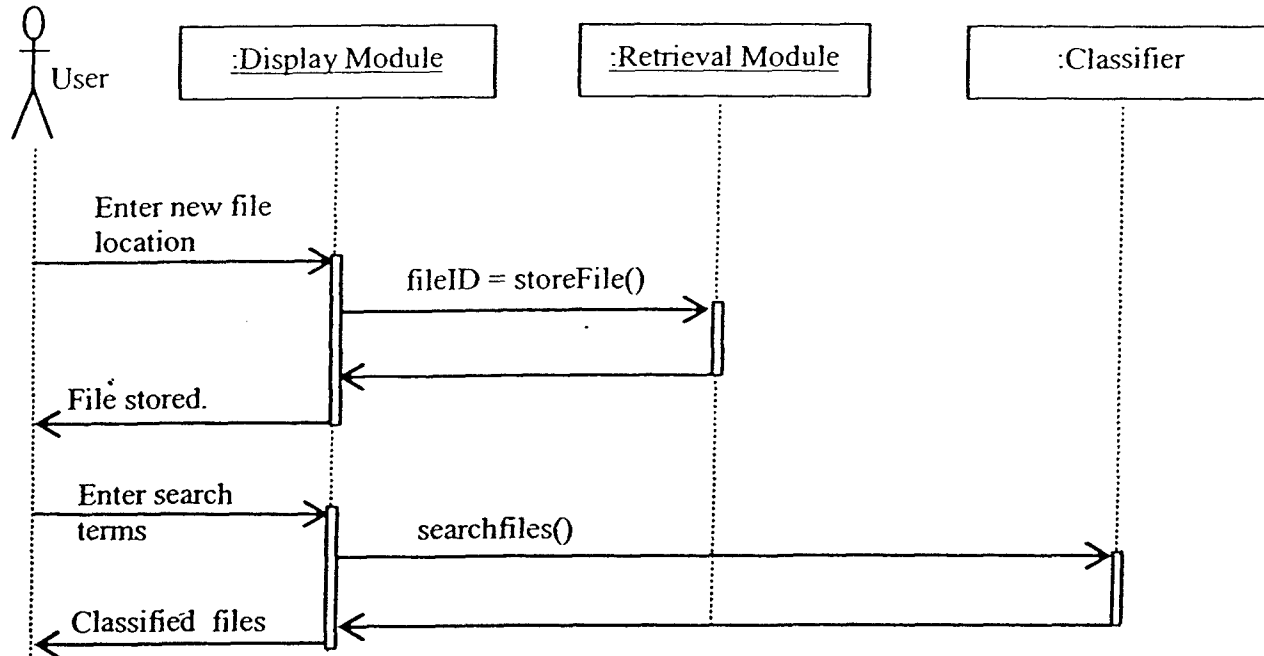 User
:Display Module
:Retrieval Module
:Classifier
Enter new file
location
fileID = storeFile()
File stored.
Enter search
terms
searchfiles()
Classified files